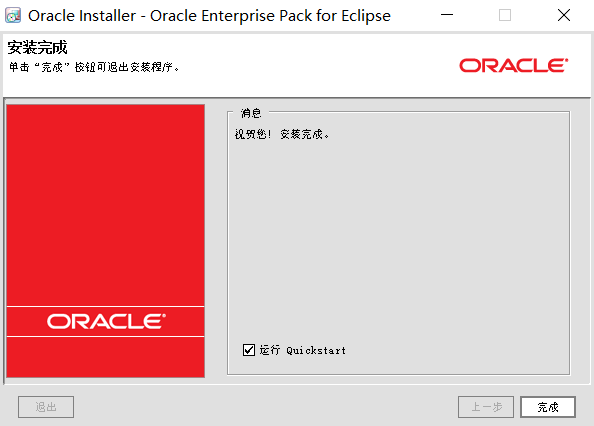 Oracle Installer - Oracle Enterprise Pack for Eclipse
安装完成
单击“完成”按钮可退出安装程序。
ORACLE®
消息
祝贺您! 安装完成。
ORACLE®
运行 Quickstart
退出
上一步
完成